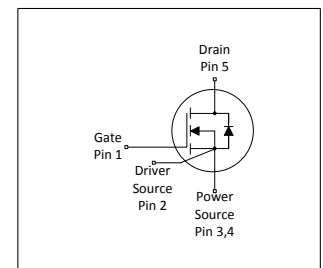 Drain
Pin 5
Gate
Pin 1
Driver
Source
Pin 2
Power
Source
Pin 3,4